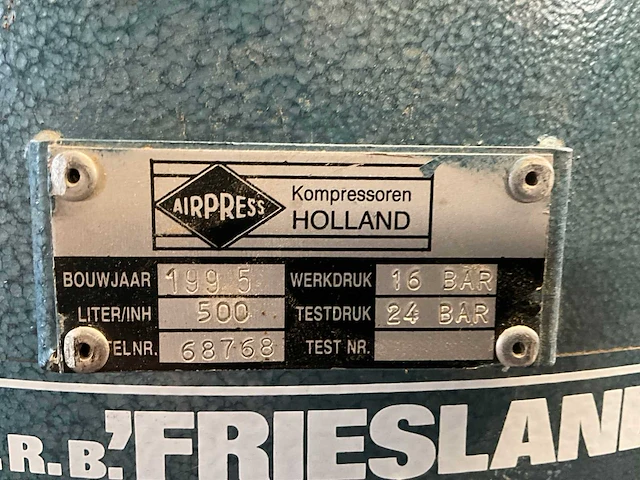 AIRPRESS
Kompressoren
HOLLAND
BOUWJAAR 1995 WERKDRUK 16 BAR
LITER/INH 500 TESTDRUK 24 BAR
ELNR. 68768 TEST NR.
.R.B. 'FRIESLAN